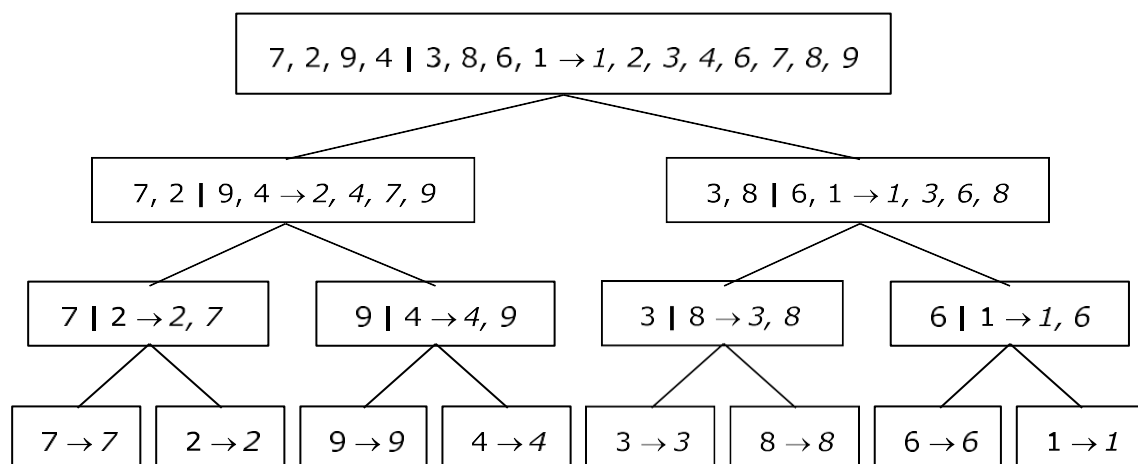 7, 2, 9, 4 | 3, 8, 6, 1 → 1, 2, 3, 4, 6, 7, 8, 9
7, 2 | 9, 4 → 2, 4, 7, 9
3, 8 | 6, 1 → 1, 3, 6, 8
7 | 2 → 2, 7
9 | 4 → 4, 9
3 | 8 → 3, 8
6 | 1 → 1, 6
7 → 7
2 → 2
9 → 9
4 → 4
3 → 3
8 → 8
6 → 6
1 → 1